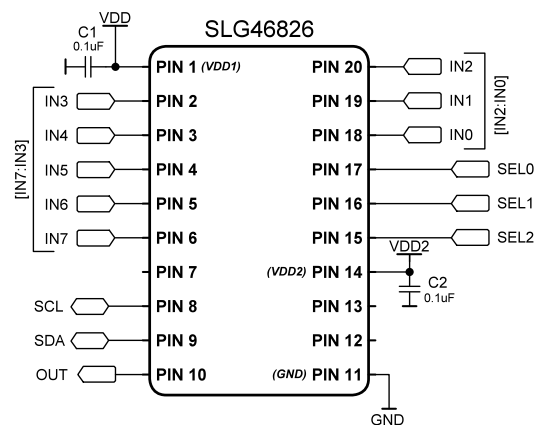 SLG46826
VDD
C1
0.1uF
PIN 1 (VDD1)
PIN 20
IN2
IN3
PIN 2
PIN 19
IN1
IN4
PIN 3
PIN 18
IN0
[IN2:IN0]
[IN7:IN3]
IN5
PIN 4
PIN 17
SEL0
IN6
PIN 5
PIN 16
SEL1
IN7
PIN 6
PIN 15
SEL2
VDD2
PIN 7
(VDD2) PIN 14
C2
0.1uF
SCL
PIN 8
PIN 13
SDA
PIN 9
PIN 12
OUT
PIN 10
(GND) PIN 11
GND